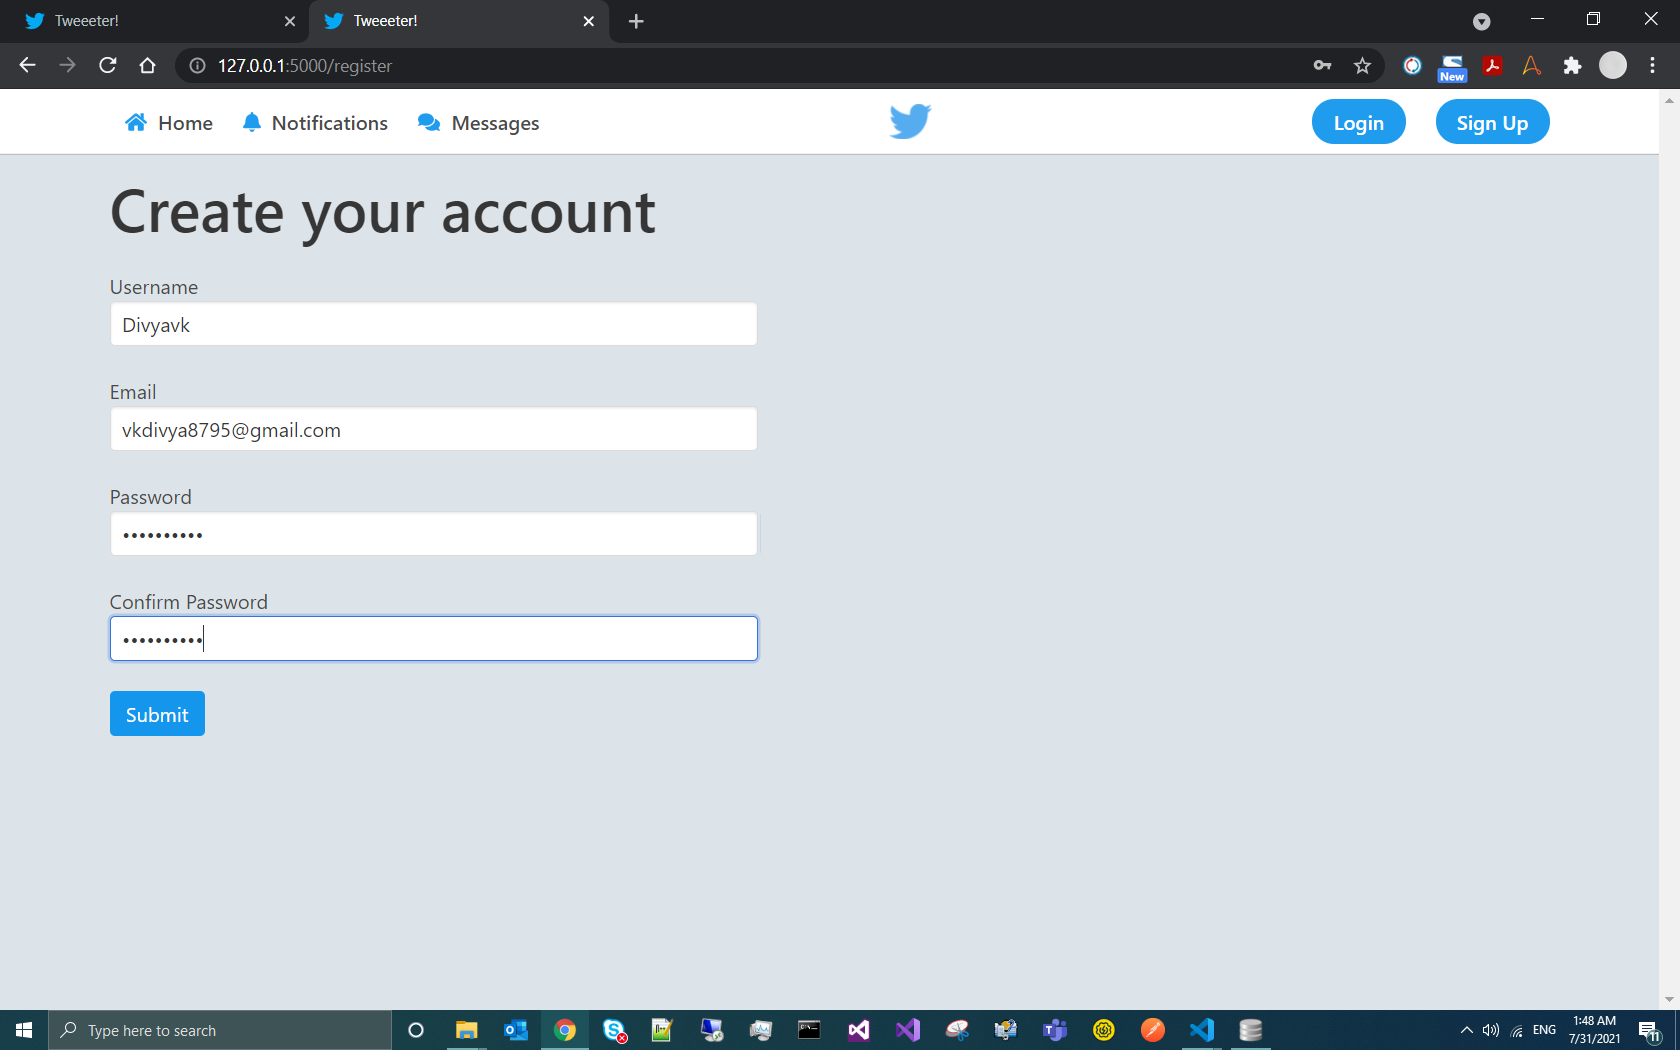 Tweeeter!
Tweeeter!
127.0.0.1:5000/register
New
Home
Notifications
Messages
Login
Sign Up
Create your account
Username
Divyavk
Email
vkdivya8795@gmail.com
Password
••••••••••
Confirm Password
••••••••••
Submit
Type here to search
ENG
1:48 AM
7/31/2021
11